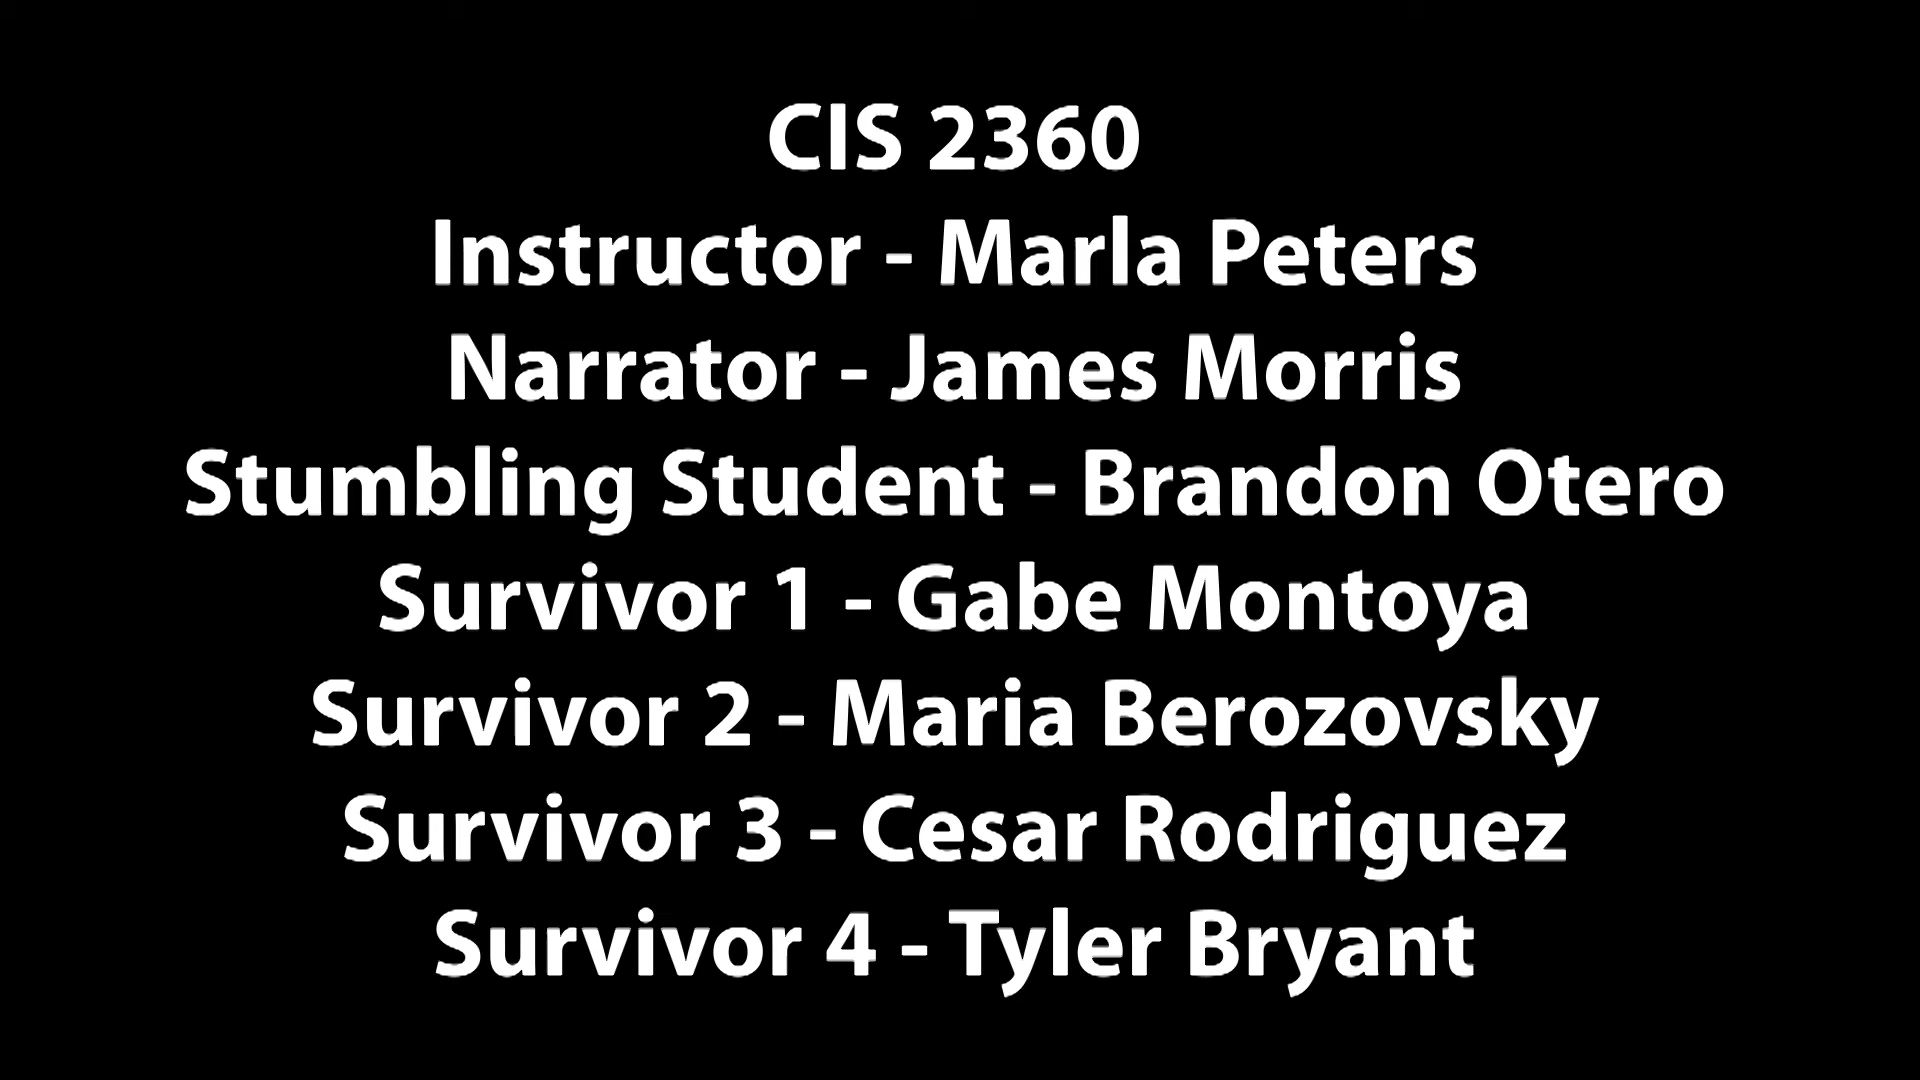 CIS 2360
Instructor - Marla Peters
Narrator - James Morris
Stumbling Student - Brandon Otero
Survivor 1 - Gabe Montoya
Survivor 2 - Maria Berozovsky
Survivor 3 - Cesar Rodriguez
Survivor 4 - Tyler Bryant